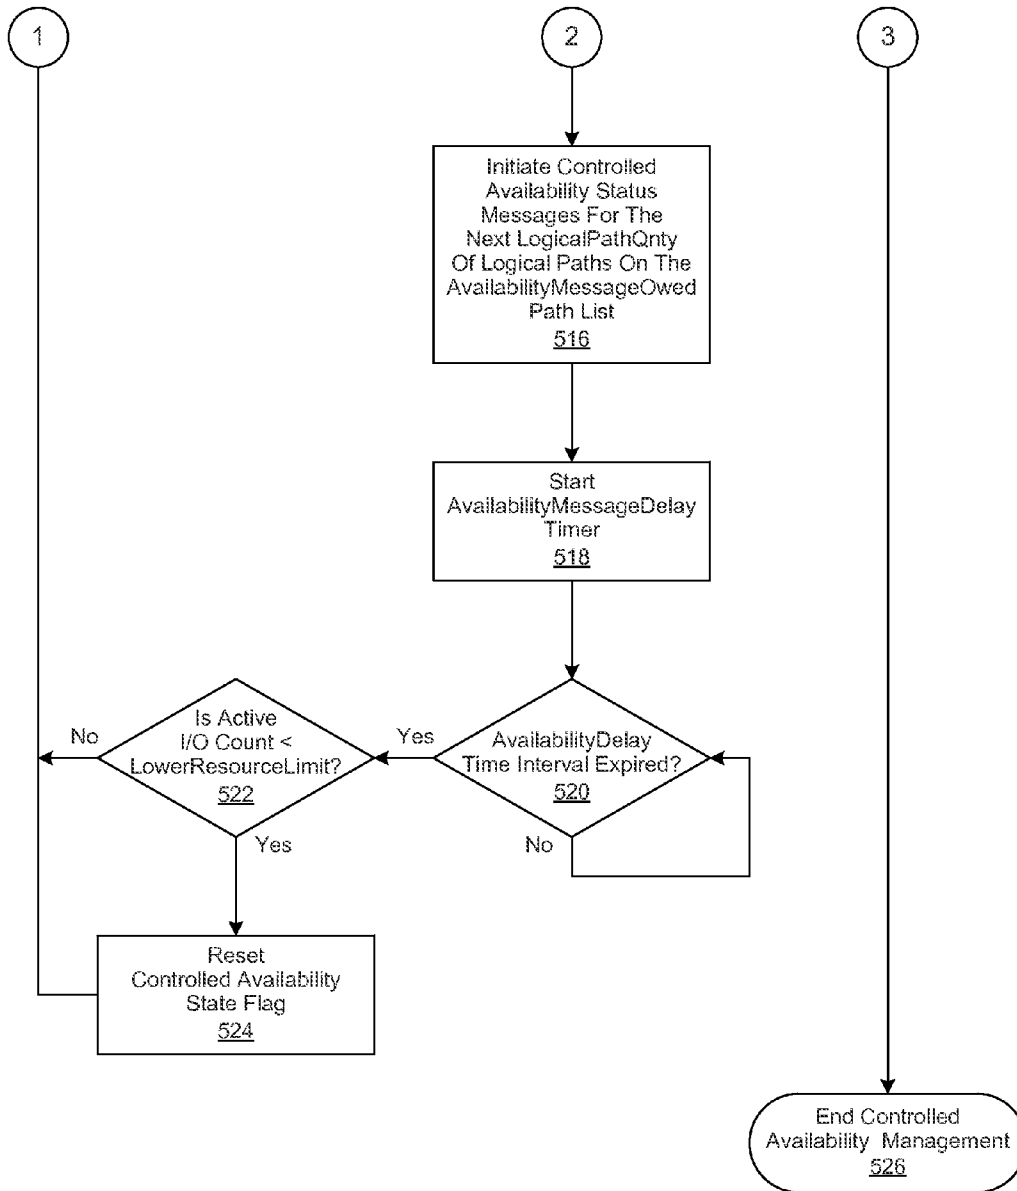 1
2
3
Initiate Controlled
Availability Status
Messages For The
Next LogicalPathQnty
Of Logical Paths On The
AvailabilityMessageOwed
Path List
516
Start
AvailabilityMessageDelay
Timer
518
Is Active
I/O Count <
LowerResourceLimit?
522
No
Yes
Yes
AvailabilityDelay
Time Interval Expired?
520
No
Reset
Controlled Availability
State Flag
524
End Controlled
Availability Management
526